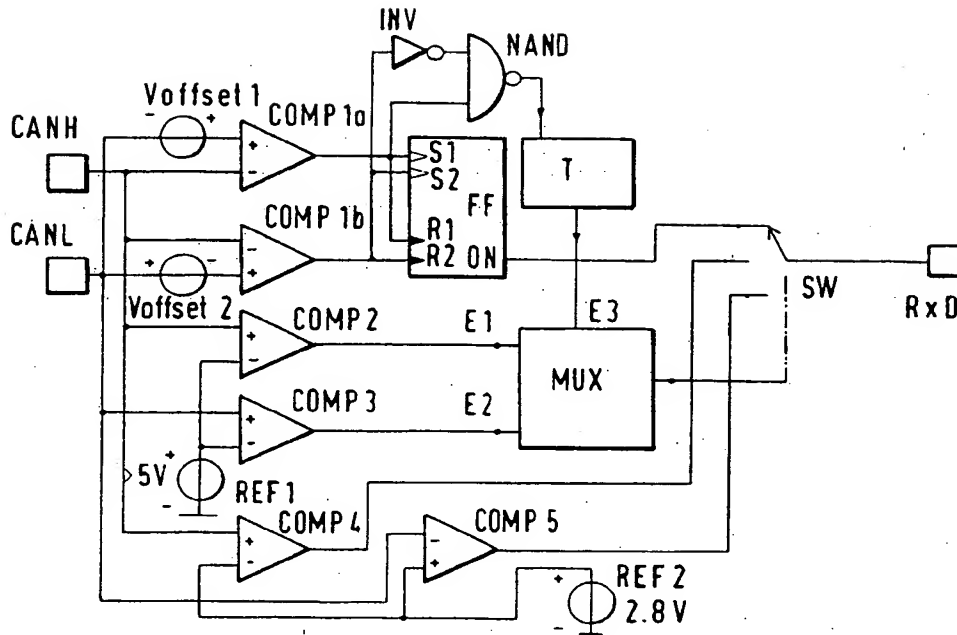 INV
NAND
Voffset 1
- +
COMP 1a
CANH
+
-
S1
S2
FF
T
COMP 1b
CANL
-
+
R1
R2 ON
+ -
Voffset 2
SW
RxD
COMP 2
E1
E3
+
-
MUX
COMP 3
E2
+
-
+
5V
-
REF 1
COMP 4
COMP 5
+
-
-
+
+
-
REF 2
2.8V